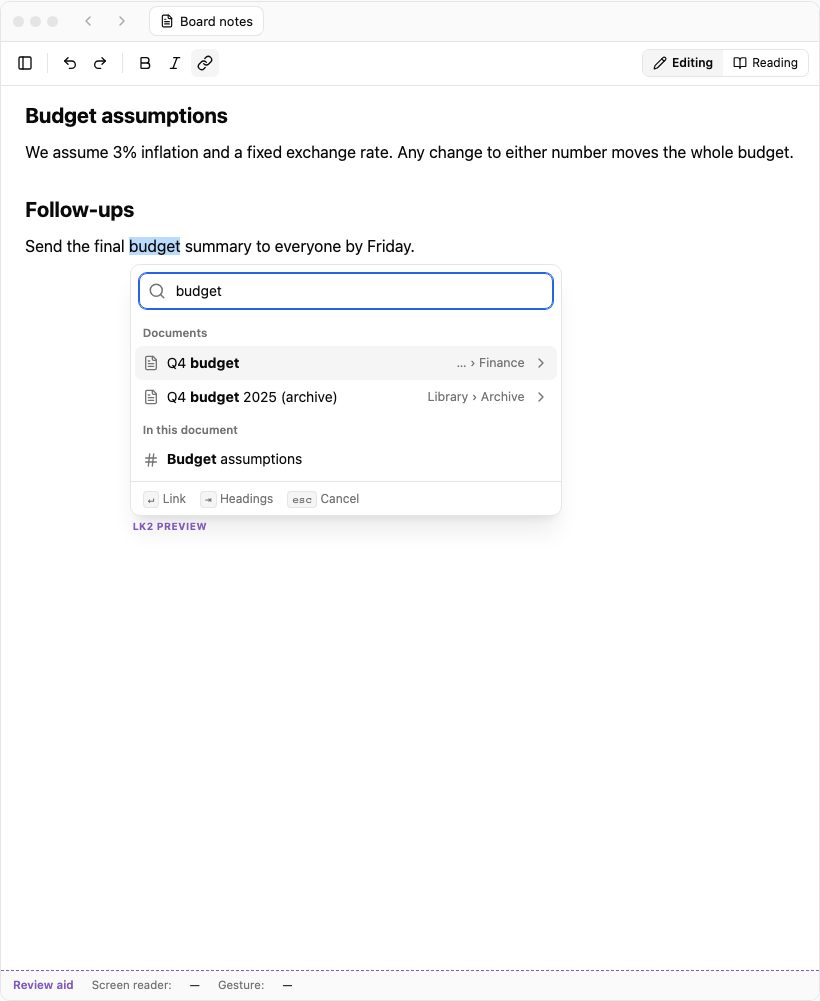 Board notes
B I Editing Reading
Budget assumptions
We assume 3% inflation and a fixed exchange rate. Any change to either number moves the whole budget.
Follow-ups
Send the final budget summary to everyone by Friday.
budget
Documents
Q4 budget ... › Finance
Q4 budget 2025 (archive) Library › Archive
In this document
# Budget assumptions
↵ Link ⇥ Headings esc Cancel
LK2 PREVIEW
Review aid Screen reader: — Gesture: —